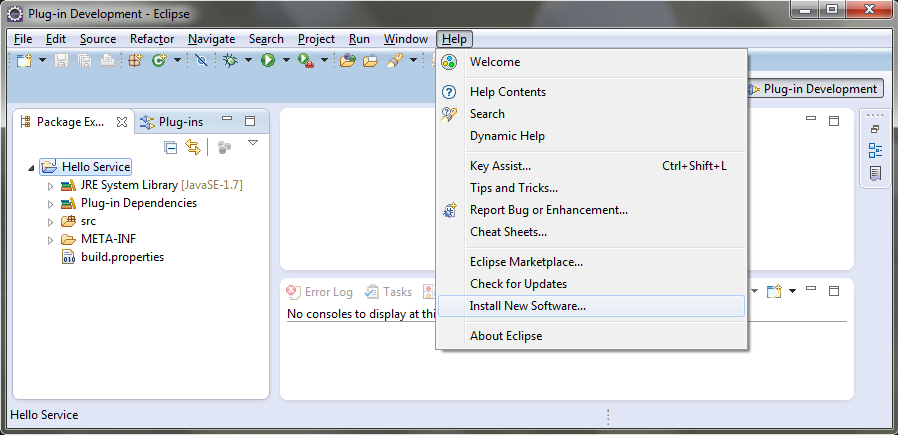 Plug-in Development - Eclipse
File Edit Source Refactor Navigate Search Project Run Window Help
Welcome
Plug-in Development
Help Contents
Search
Dynamic Help
Key Assist... Ctrl+Shift+L
Tips and Tricks...
Report Bug or Enhancement...
Cheat Sheets...
Eclipse Marketplace...
Check for Updates
Install New Software...
About Eclipse
Package Ex... Plug-ins
Hello Service
JRE System Library [JavaSE-1.7]
Plug-in Dependencies
src
META-INF
build.properties
Error Log Tasks
No consoles to display at thi
Hello Service